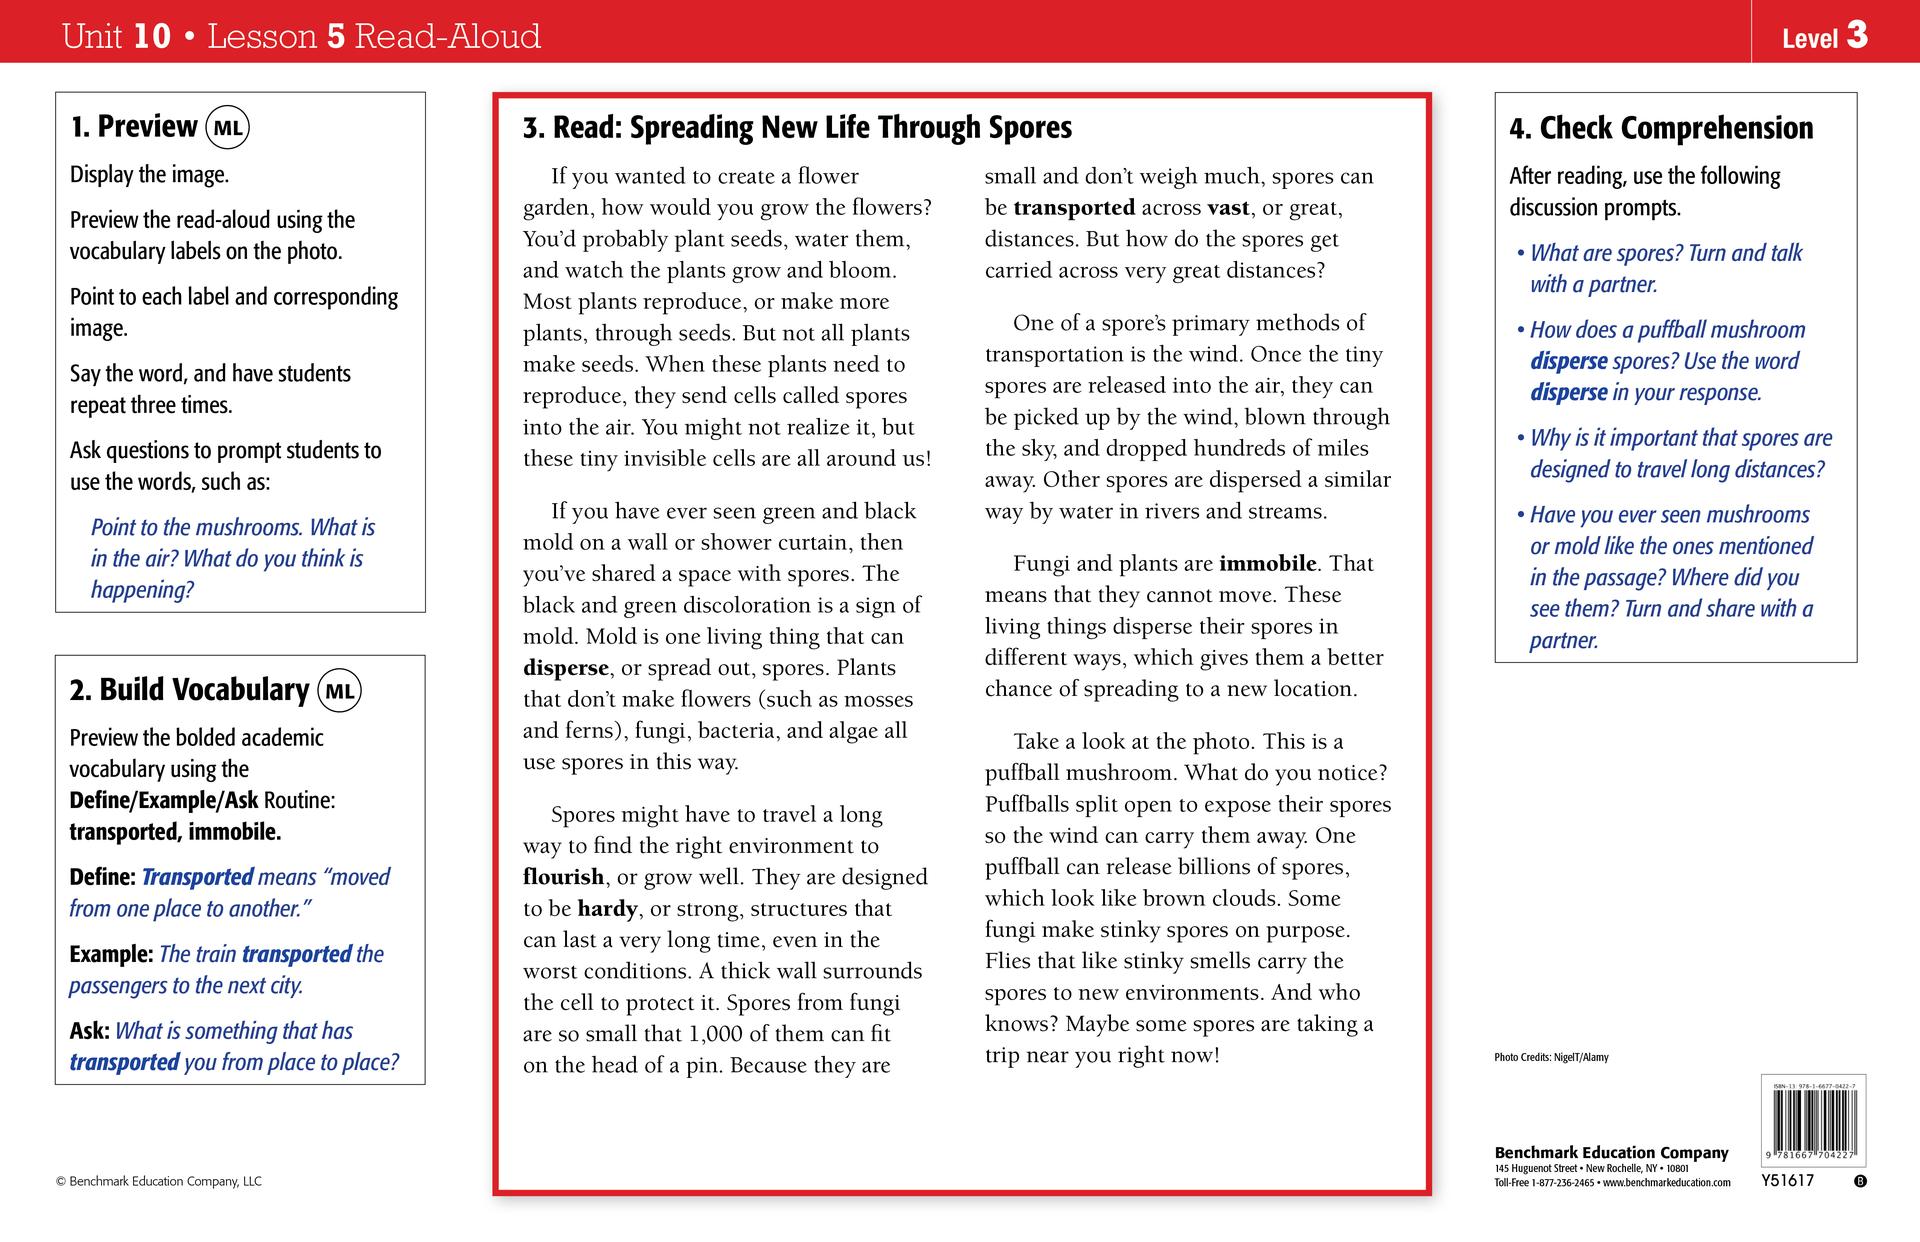 Unit 10 • Lesson 5 Read-Aloud
Level 3
1. Preview ML
Display the image.
Preview the read-aloud using the
vocabulary labels on the photo.
Point to each label and corresponding
image.
Say the word, and have students
repeat three times.
Ask questions to prompt students to
use the words, such as:
Point to the mushrooms. What is
in the air? What do you think is
happening?
2. Build Vocabulary ML
Preview the bolded academic
vocabulary using the
Define/Example/Ask Routine:
transported, immobile.
Define: Transported means “moved
from one place to another.”
Example: The train transported the
passengers to the next city.
Ask: What is something that has
transported you from place to place?
© Benchmark Education Company, LLC
3. Read: Spreading New Life Through Spores
If you wanted to create a flower
garden, how would you grow the flowers?
You’d probably plant seeds, water them,
and watch the plants grow and bloom.
Most plants reproduce, or make more
plants, through seeds. But not all plants
make seeds. When these plants need to
reproduce, they send cells called spores
into the air. You might not realize it, but
these tiny invisible cells are all around us!
If you have ever seen green and black
mold on a wall or shower curtain, then
you’ve shared a space with spores. The
black and green discoloration is a sign of
mold. Mold is one living thing that can
disperse, or spread out, spores. Plants
that don’t make flowers (such as mosses
and ferns), fungi, bacteria, and algae all
use spores in this way.
Spores might have to travel a long
way to find the right environment to
flourish, or grow well. They are designed
to be hardy, or strong, structures that
can last a very long time, even in the
worst conditions. A thick wall surrounds
the cell to protect it. Spores from fungi
are so small that 1,000 of them can fit
on the head of a pin. Because they are
small and don’t weigh much, spores can
be transported across vast, or great,
distances. But how do the spores get
carried across very great distances?
One of a spore’s primary methods of
transportation is the wind. Once the tiny
spores are released into the air, they can
be picked up by the wind, blown through
the sky, and dropped hundreds of miles
away. Other spores are dispersed a similar
way by water in rivers and streams.
Fungi and plants are immobile. That
means that they cannot move. These
living things disperse their spores in
different ways, which gives them a better
chance of spreading to a new location.
Take a look at the photo. This is a
puffball mushroom. What do you notice?
Puffballs split open to expose their spores
so the wind can carry them away. One
puffball can release billions of spores,
which look like brown clouds. Some
fungi make stinky spores on purpose.
Flies that like stinky smells carry the
spores to new environments. And who
knows? Maybe some spores are taking a
trip near you right now!
4. Check Comprehension
After reading, use the following
discussion prompts.
• What are spores? Turn and talk
with a partner.
• How does a puffball mushroom
disperse spores? Use the word
disperse in your response.
• Why is it important that spores are
designed to travel long distances?
• Have you ever seen mushrooms
or mold like the ones mentioned
in the passage? Where did you
see them? Turn and share with a
partner.
Photo Credits: NigelT/Alamy
Benchmark Education Company
145 Huguenot Street • New Rochelle, NY • 10801
Toll-Free 1-877-236-2465 • www.benchmarkeducation.com
ISBN-13: 978-1-6677-0422-7
9 781667 704227
Y51617
B